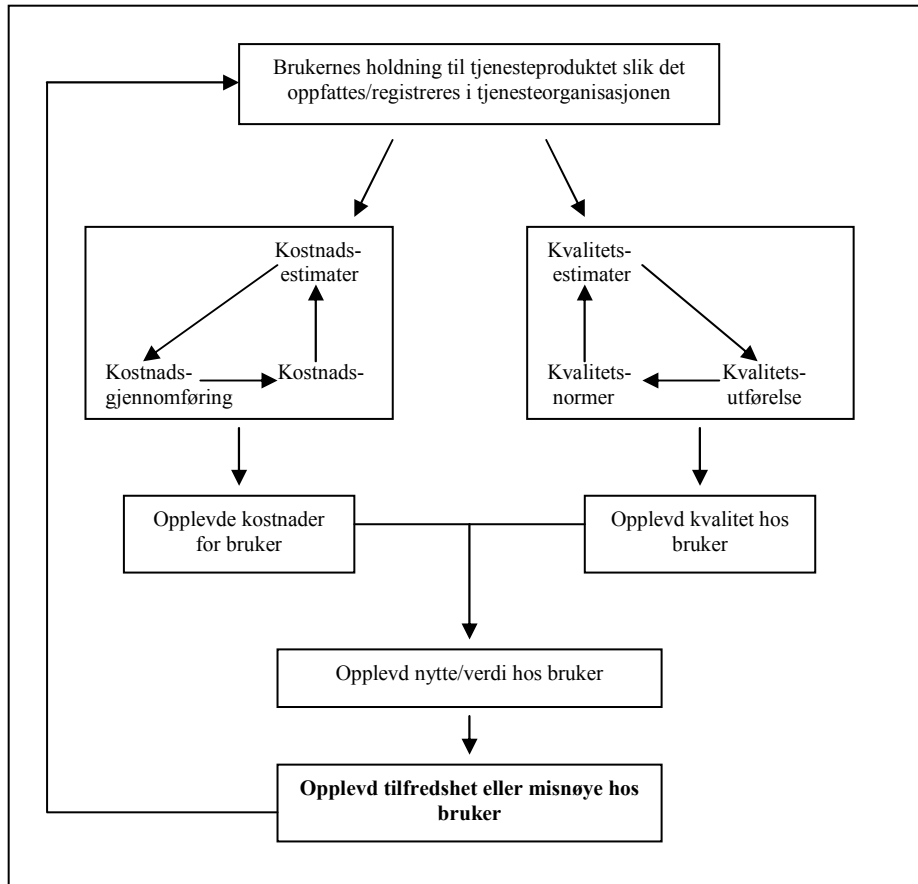 Brukernes holdning til tjenesteproduktet slik det
oppfattes/registreres i tjenesteorganisasjonen
Kostnads-
estimater
Kostnads-
gjennomføring
Kostnads-
Kvalitets-
estimater
Kvalitets-
normer
Kvalitets-
utførelse
Opplevde kostnader
for bruker
Opplevd kvalitet hos
bruker
Opplevd nytte/verdi hos bruker
Opplevd tilfredshet eller misnøye hos
bruker